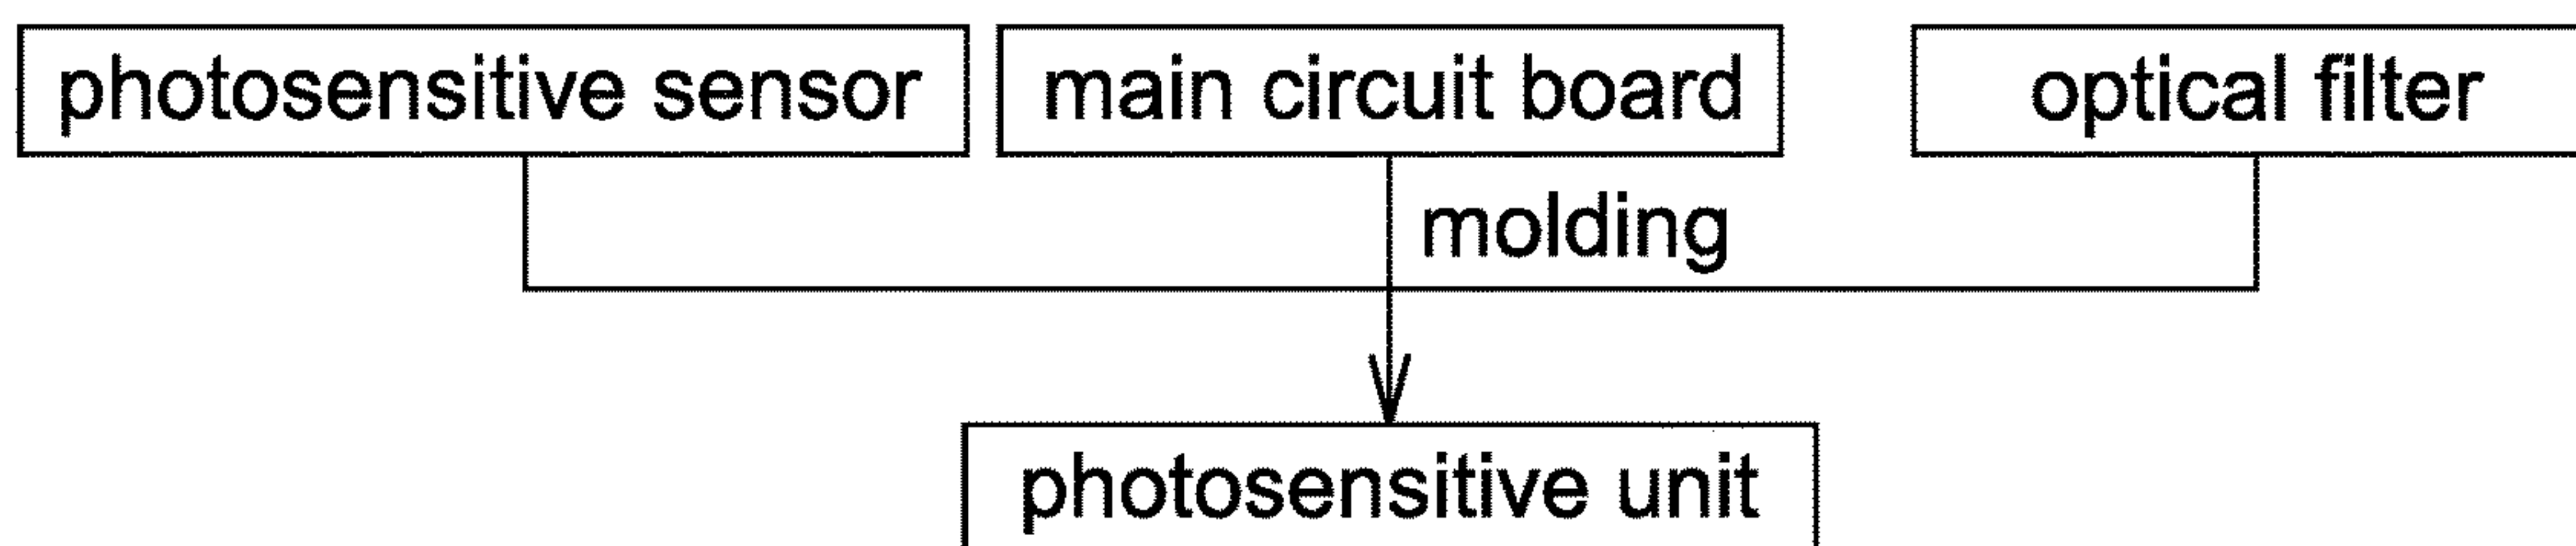 photosensitive sensor
main circuit board
optical filter
molding
photosensitive unit